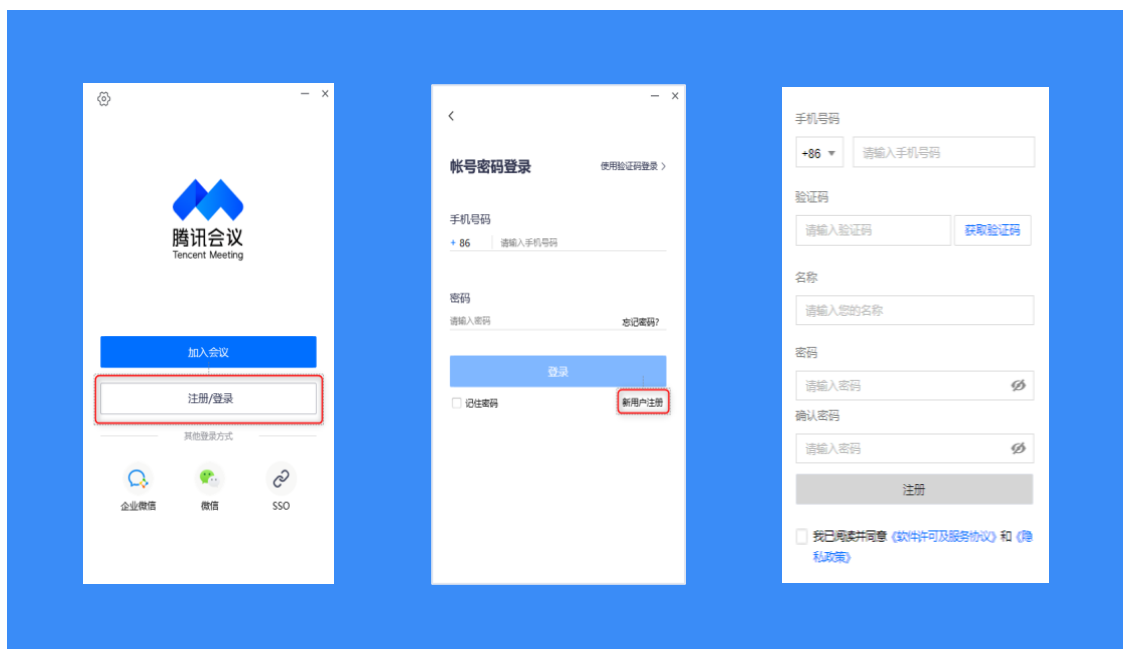 腾讯会议
Tencent Meeting
加入会议
注册/登录
其他登录方式
企业微信
微信
SSO
帐号密码登录
使用验证码登录 >
手机号码
+ 86 请输入手机号码
密码
请输入密码
忘记密码?
登录
记住密码
新用户注册
手机号码
+86 请输入手机号码
验证码
请输入验证码 获取验证码
名称
请输入您的名称
密码
请输入密码
确认密码
请输入密码
注册
我已阅读并同意《软件许可及服务协议》和《隐
私政策》